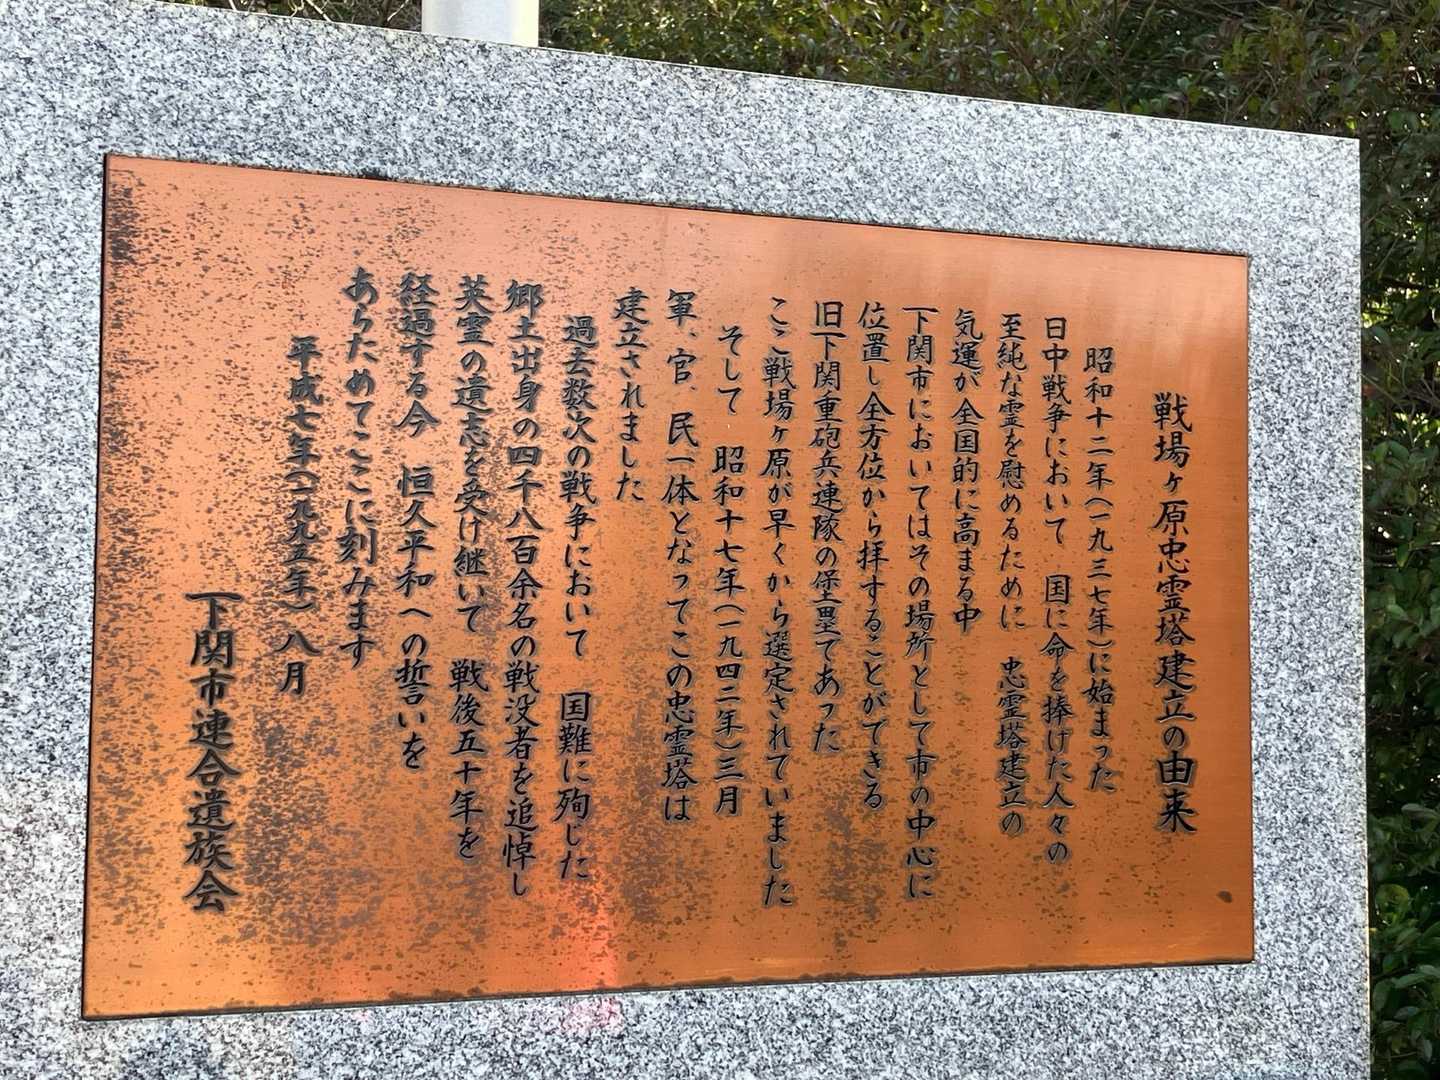 戦場ヶ原忠霊塔建立の由来
昭和十二年(一九三七年)に始まった
日中戦争において 国に命を捧げた人々の
至純な霊を慰めるために 忠霊塔建立の
気運が全国的に高まる中
下関市においてはその場所として市の中心に
位置し全方位から拝することができる
旧下関重砲兵連隊の堡塁であった
ここ戦場ヶ原が早くから選定されていました
そして 昭和十七年(一九四二年)三月
軍、官、民一体となってこの忠霊塔は
建立されました
過去数次の戦争において 国難に殉じた
郷土出身の四千八百余名の戦没者を追悼し
英霊の遺志を受け継いで 戦後五十年を
経過する今 恒久平和への誓いを
あらためてここに刻みます
平成七年(一九九五年)八月
下関市連合遺族会